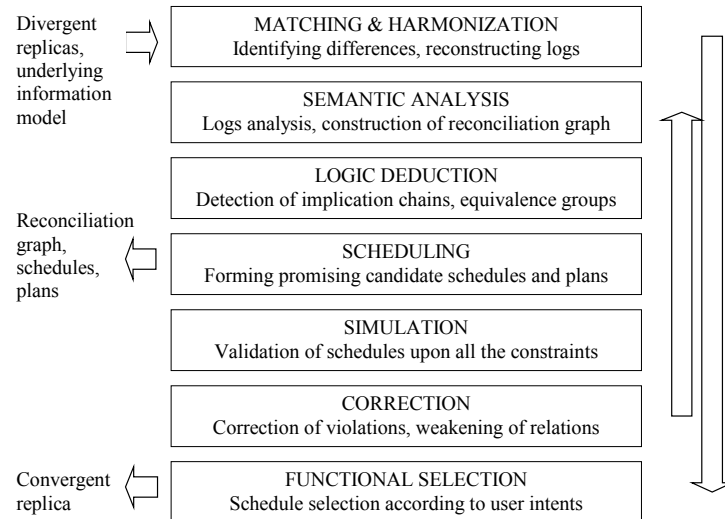 Divergent
replicas,
underlying
information
model
MATCHING & HARMONIZATION
Identifying differences, reconstructing logs
SEMANTIC ANALYSIS
Logs analysis, construction of reconciliation graph
LOGIC DEDUCTION
Detection of implication chains, equivalence groups
Reconciliation
graph,
schedules,
plans
SCHEDULING
Forming promising candidate schedules and plans
SIMULATION
Validation of schedules upon all the constraints
CORRECTION
Correction of violations, weakening of relations
Convergent
replica
FUNCTIONAL SELECTION
Schedule selection according to user intents